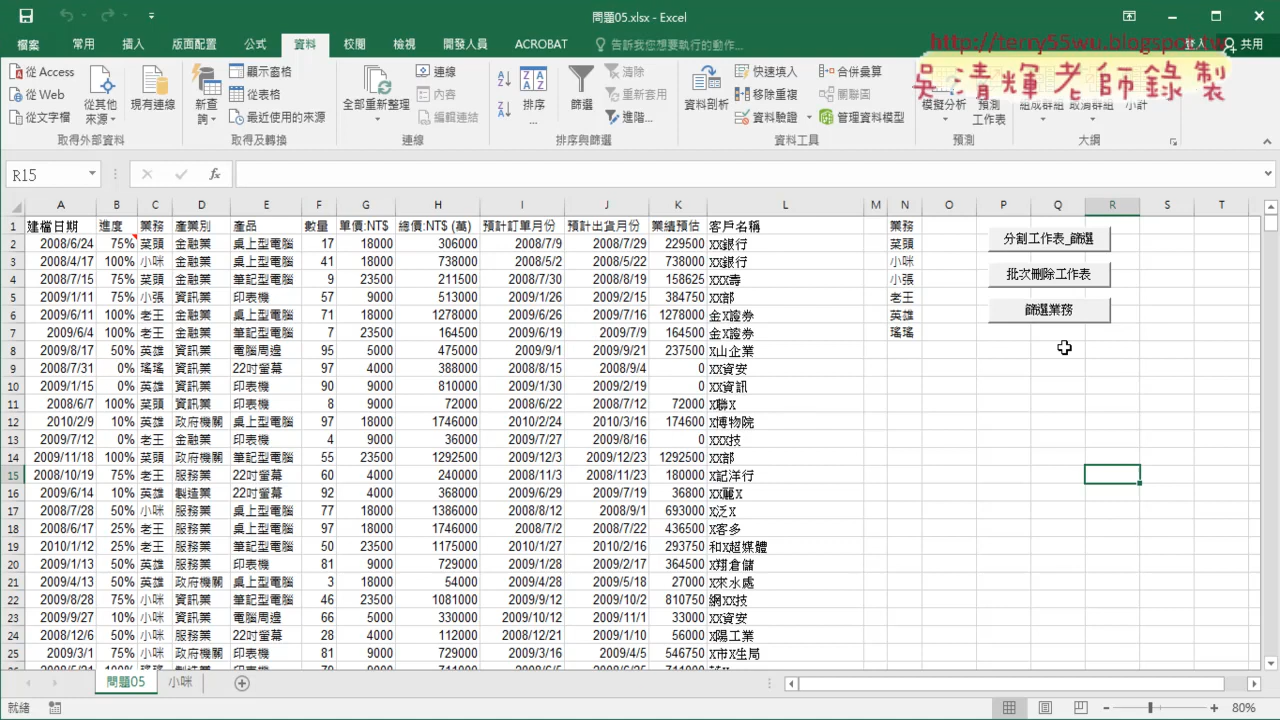 問題05.xlsx - Excel
檔案 常用 插入 版面配置 公式 資料 校閱 檢視 開發人員 ACROBAT 告訴我您想要執行的動作... 登入 共用
http://terry55wu.blogspot.tw
吳清輝老師錄製
從 Access 從 Web 從文字檔 從其他來源 現有連線 取得外部資料
新查詢 顯示窗格 從表格 最近使用的來源 取得及轉換
全部重新整理 連線 內容 編輯連結 連線
排序 篩選 清除 重新套用 進階... 排序與篩選
資料剖析 快速填入 移除重複 資料驗證 合併彙算 關聯圖 管理資料模型 資料工具
模擬分析 預測工作表 預測
組成群組 取消群組 小計 大綱
R15 fx
A B C D E F G H I J K L M N O P Q R S T
1 建檔日期 進度 業務 產業別 產品 數量 單價:NT$ 總價:NT$ (萬) 預計訂單月份 預計出貨月份 業績預估 客戶名稱 業務
2 2008/6/24 75% 菜頭 金融業 桌上型電腦 17 18000 306000 2008/7/9 2008/7/29 229500 XX銀行 菜頭
3 2008/4/17 100% 小咪 金融業 桌上型電腦 41 18000 738000 2008/5/2 2008/5/22 738000 XX銀行 小咪
4 2008/7/15 75% 菜頭 金融業 筆記型電腦 9 23500 211500 2008/7/30 2008/8/19 158625 XXX壽 小張
5 2009/1/11 75% 小張 資訊業 印表機 57 9000 513000 2009/1/26 2009/2/15 384750 XX部 老王
6 2009/6/11 100% 老王 金融業 桌上型電腦 71 18000 1278000 2009/6/26 2009/7/16 1278000 金X證券 英雄
7 2009/6/4 100% 老王 金融業 筆記型電腦 7 23500 164500 2009/6/19 2009/7/9 164500 金X證券 瑤瑤
8 2009/8/17 50% 英雄 資訊業 電腦周邊 95 5000 475000 2009/9/1 2009/9/21 237500 X山企業
9 2008/7/31 0% 瑤瑤 資訊業 22吋螢幕 97 4000 388000 2008/8/15 2008/9/4 0 XX資安
10 2009/1/15 0% 英雄 資訊業 印表機 90 9000 810000 2009/1/30 2009/2/19 0 XX資訊
11 2008/6/7 100% 菜頭 資訊業 印表機 8 9000 72000 2008/6/22 2008/7/12 72000 X聯X
12 2010/2/9 10% 英雄 政府機關 桌上型電腦 97 18000 1746000 2010/2/24 2010/3/16 174600 X博物院
13 2009/7/12 0% 老王 金融業 印表機 4 9000 36000 2009/7/27 2009/8/16 0 XXX技
14 2009/11/18 100% 菜頭 政府機關 筆記型電腦 55 23500 1292500 2009/12/3 2009/12/23 1292500 XX部
15 2008/10/19 75% 老王 服務業 22吋螢幕 60 4000 240000 2008/11/3 2008/11/23 180000 X記洋行
16 2009/6/14 10% 英雄 製造業 22吋螢幕 92 4000 368000 2009/6/29 2009/7/19 36800 XX麗X
17 2008/7/28 50% 小咪 服務業 桌上型電腦 77 18000 1386000 2008/8/12 2008/9/1 693000 X泛X
18 2008/6/17 25% 老王 服務業 桌上型電腦 97 18000 1746000 2008/7/2 2008/7/22 436500 X客多
19 2010/1/12 25% 老王 服務業 筆記型電腦 50 23500 1175000 2010/1/27 2010/2/16 293750 和X超媒體
20 2009/1/13 50% 英雄 服務業 印表機 81 9000 729000 2009/1/28 2009/2/17 364500 X翔倉儲
21 2009/4/13 50% 英雄 政府機關 桌上型電腦 3 18000 54000 2009/4/28 2009/5/18 27000 X來水處
22 2009/8/28 75% 小咪 資訊業 筆記型電腦 46 23500 1081000 2009/9/12 2009/10/2 810750 網XX技
23 2009/9/27 10% 小咪 資訊業 電腦周邊 66 5000 330000 2009/10/12 2009/11/1 33000 XX資安
24 2008/12/6 50% 小咪 服務業 22吋螢幕 28 4000 112000 2008/12/21 2009/1/10 56000 X陽工業
25 2009/3/1 75% 小咪 政府機關 印表機 81 9000 729000 2009/3/16 2009/4/5 546750 X市X生局
分割工作表_篩選
批次刪除工作表
篩選業務
問題05 小咪
就緒 80%